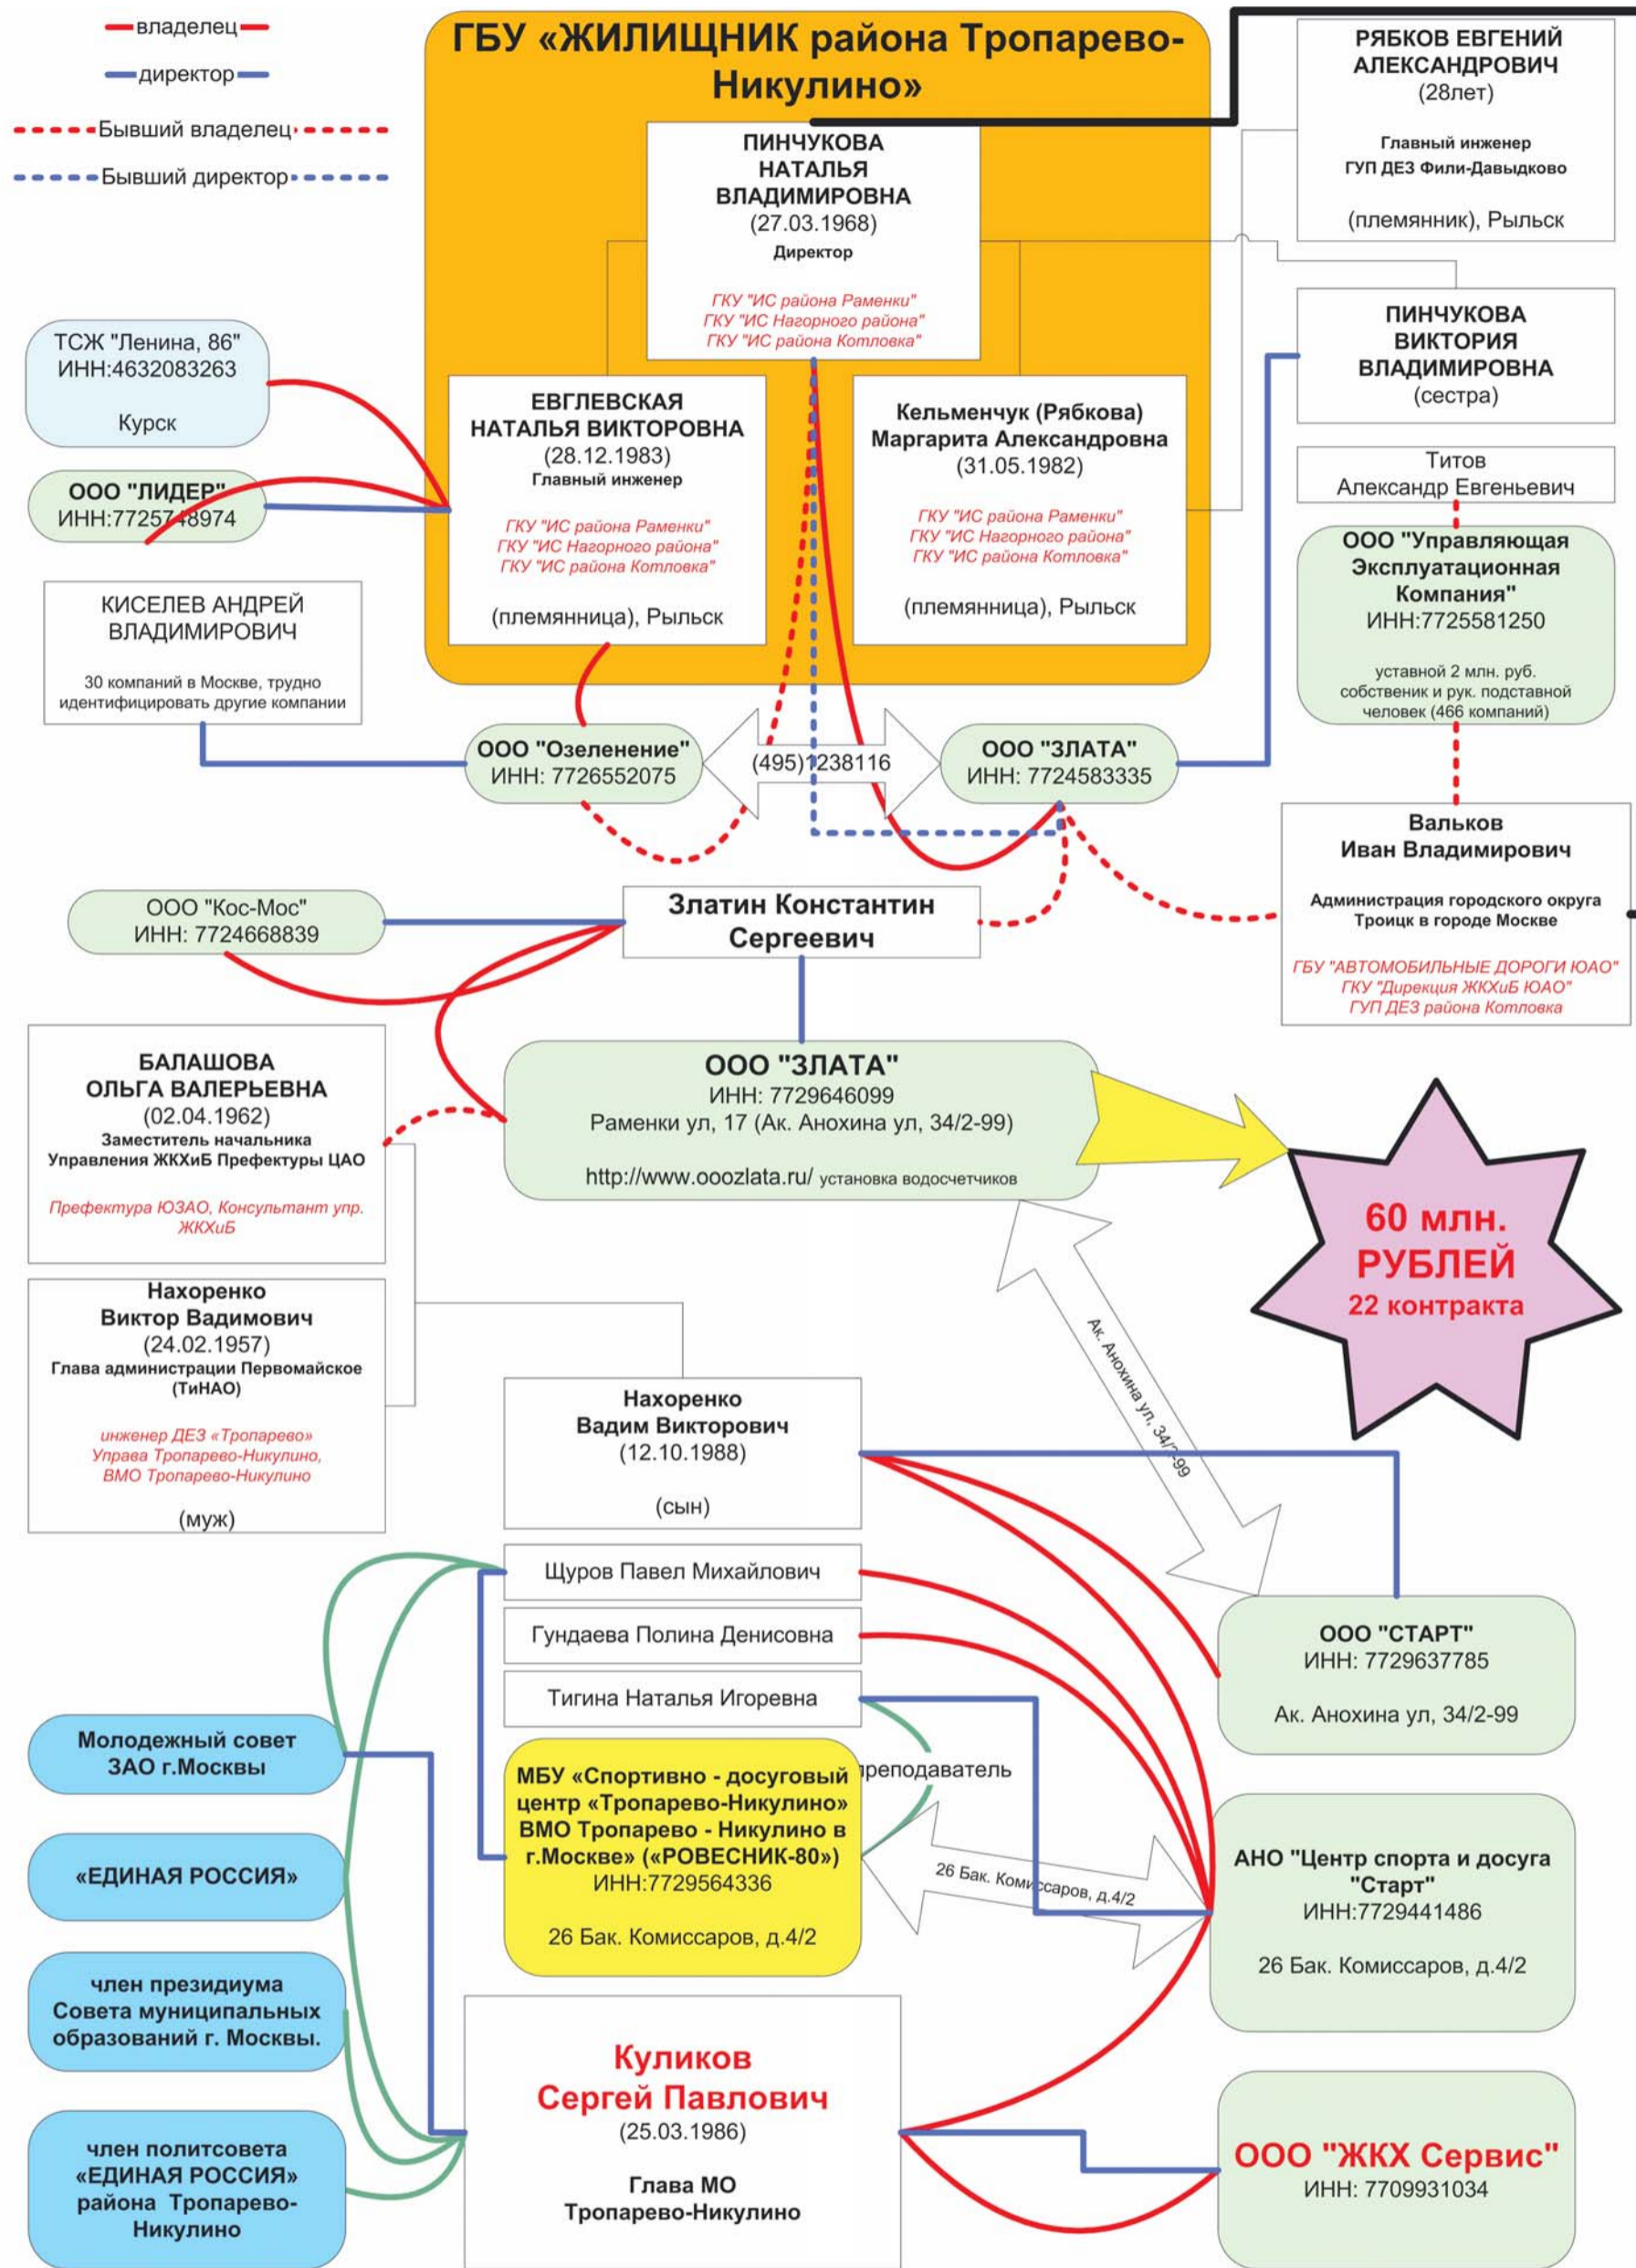 владелец
директор
Бывший владелец
Бывший директор
ГБУ «ЖИЛИЩНИК района Тропарево-
Никулино»
ПИНЧУКОВА
НАТАЛЬЯ
ВЛАДИМИРОВНА
(27.03.1968)
Директор
ГКУ "ИС района Раменки"
ГКУ "ИС Нагорного района"
ГКУ "ИС района Котловка"
РЯБКОВ ЕВГЕНИЙ
АЛЕКСАНДРОВИЧ
(28лет)
Главный инженер
ГУП ДЕЗ Фили-Давыдково
(племянник), Рыльск
ТСЖ "Ленина, 86"
ИНН:4632083263
Курск
ООО "ЛИДЕР"
ИНН:7725748974
ЕВГЛЕВСКАЯ
НАТАЛЬЯ ВИКТОРОВНА
(28.12.1983)
Главный инженер
ГКУ "ИС района Раменки"
ГКУ "ИС Нагорного района"
ГКУ "ИС района Котловка"
(племянница), Рыльск
Кельменчук (Рябкова)
Маргарита Александровна
(31.05.1982)
ГКУ "ИС района Раменки"
ГКУ "ИС Нагорного района"
ГКУ "ИС района Котловка"
(племянница), Рыльск
ПИНЧУКОВА
ВИКТОРИЯ
ВЛАДИМИРОВНА
(сестра)
Титов
Александр Евгеньевич
ООО "Управляющая
Эксплуатационная
Компания"
ИНН:7725581250
уставной 2 млн. руб.
собственик и рук. подставной
человек (466 компаний)
КИСЕЛЕВ АНДРЕЙ
ВЛАДИМИРОВИЧ
30 компаний в Москве, трудно
идентифицировать другие компании
ООО "Озеленение"
ИНН: 7726552075
(495)1238116
ООО "ЗЛАТА"
ИНН: 7724583335
Вальков
Иван Владимирович
Администрация городского округа
Троицк в городе Москве
ГБУ "АВТОМОБИЛЬНЫЕ ДОРОГИ ЮАО"
ГКУ "Дирекция ЖКХиБ ЮАО"
ГУП ДЕЗ района Котловка
ООО "Кос-Мос"
ИНН: 7724668839
Златин Константин
Сергеевич
БАЛАШОВА
ОЛЬГА ВАЛЕРЬЕВНА
(02.04.1962)
Заместитель начальника
Управления ЖКХиБ Префектуры ЦАО
Префектура ЮЗАО, Консультант упр.
ЖКХиБ
ООО "ЗЛАТА"
ИНН: 7729646099
Раменки ул, 17 (Ак. Анохина ул, 34/2-99)
http://www.ooozlata.ru/ установка водосчетчиков
60 млн.
РУБЛЕЙ
22 контракта
Нахоренко
Виктор Вадимович
(24.02.1957)
Глава администрации Первомайское
(ТиНАО)
инженер ДЕЗ «Тропарево»
Управа Тропарево-Никулино,
ВМО Тропарево-Никулино
(муж)
Ак. Анохина ул, 34/2-99
Нахоренко
Вадим Викторович
(12.10.1988)
(сын)
Щуров Павел Михайлович
Гундаева Полина Денисовна
Тигина Наталья Игоревна
ООО "СТАРТ"
ИНН: 7729637785
Ак. Анохина ул, 34/2-99
Молодежный совет
ЗАО г.Москвы
МБУ «Спортивно - досуговый
центр «Тропарево-Никулино»
ВМО Тропарево - Никулино в
г.Москве» («РОВЕСНИК-80»)
ИНН:7729564336
26 Бак. Комиссаров, д.4/2
преподаватель
26 Бак. Комиссаров, д.4/2
АНО "Центр спорта и досуга
"Старт"
ИНН:7729441486
26 Бак. Комиссаров, д.4/2
«ЕДИНАЯ РОССИЯ»
член президиума
Совета муниципальных
образований г. Москвы.
член политсовета
«ЕДИНАЯ РОССИЯ»
района Тропарево-
Никулино
Куликов
Сергей Павлович
(25.03.1986)
Глава МО
Тропарево-Никулино
ООО "ЖКХ Сервис"
ИНН: 7709931034